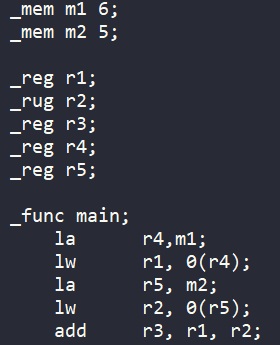 _mem m1 6;
_mem m2 5;
_reg r1;
_rug r2;
_reg r3;
_reg r4;
_reg r5;
_func main;
la r4,m1;
lw r1, 0(r4);
la r5, m2;
lw r2, 0(r5);
add r3, r1, r2;